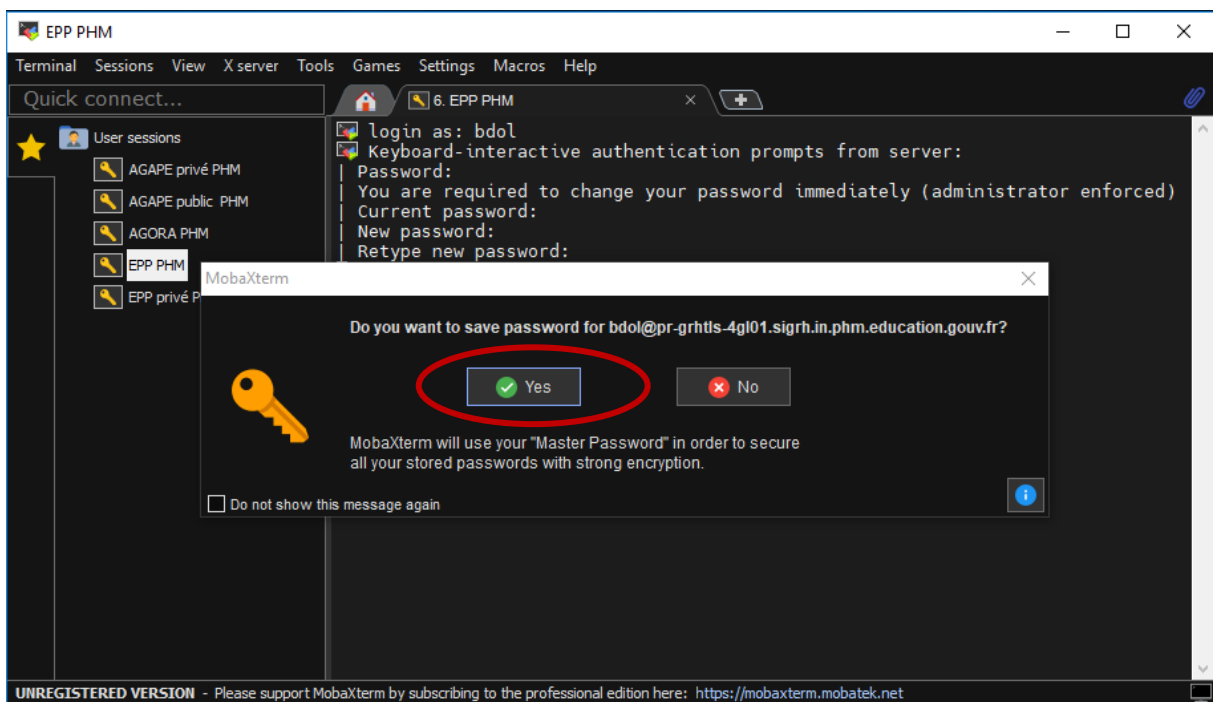 EPP PHM
Terminal Sessions View X server Tools Games Settings Macros Help
Quick connect...
6. EPP PHM
User sessions
AGAPE privé PHM
AGAPE public PHM
AGORA PHM
EPP PHM
EPP privé P
login as: bdol
Keyboard-interactive authentication prompts from server:
| Password:
| You are required to change your password immediately (administrator enforced)
| Current password:
| New password:
| Retype new password:
MobaXterm
Do you want to save password for bdol@pr-grhtls-4gl01.sigrh.in.phm.education.gouv.fr?
Yes
No
MobaXterm will use your "Master Password" in order to secure
all your stored passwords with strong encryption.
Do not show this message again
UNREGISTERED VERSION - Please support MobaXterm by subscribing to the professional edition here: https://mobaxterm.mobatek.net